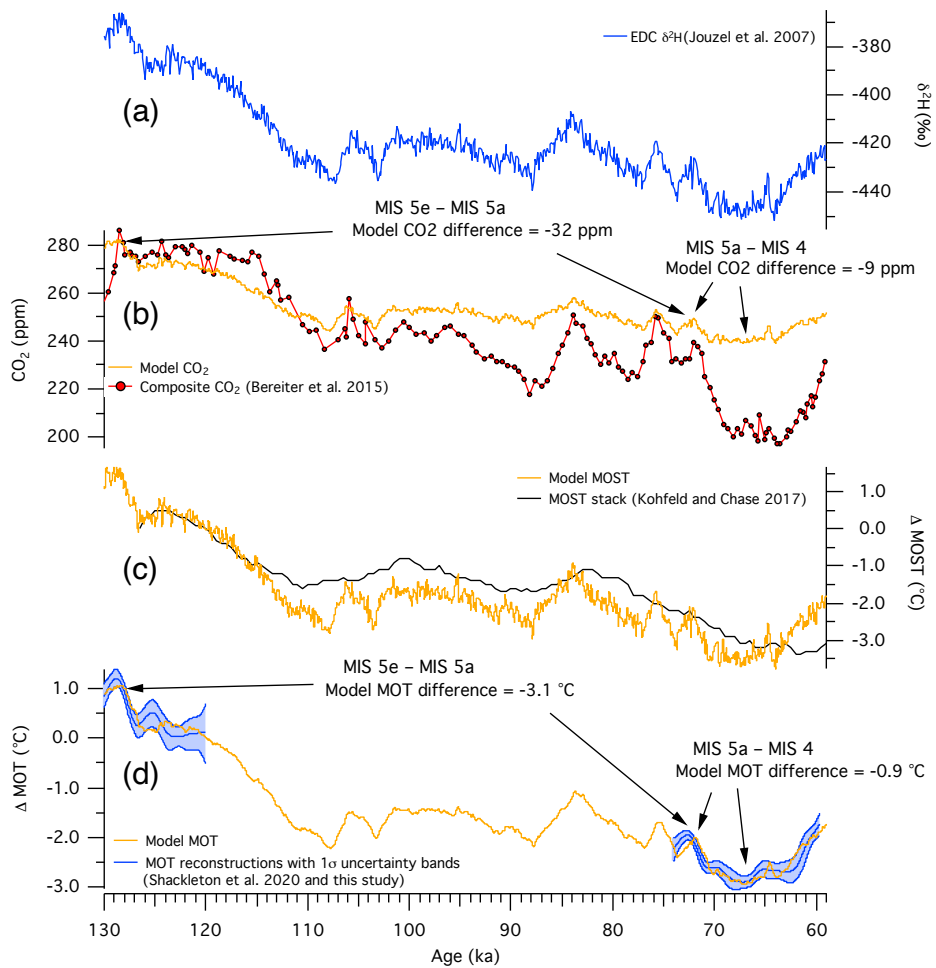 EDC δ²H(Jouzel et al. 2007)
-380
-400
-420
-440
δ²H(‰)
(a)
MIS 5e – MIS 5a
Model CO2 difference = -32 ppm
MIS 5a – MIS 4
Model CO2 difference = -9 ppm
280
260
240
220
200
CO₂ (ppm)
(b)
Model CO₂
Composite CO₂ (Bereiter et al. 2015)
Model MOST
MOST stack (Kohfeld and Chase 2017)
1.0
0.0
-1.0
-2.0
-3.0
Δ MOST (°C)
(c)
MIS 5e – MIS 5a
Model MOT difference = -3.1 °C
MIS 5a – MIS 4
Model MOT difference = -0.9 °C
1.0
0.0
-1.0
-2.0
-3.0
Δ MOT (°C)
(d)
Model MOT
MOT reconstructions with 1σ uncertainty bands
(Shackleton et al. 2020 and this study)
130
120
110
100
90
80
70
60
Age (ka)